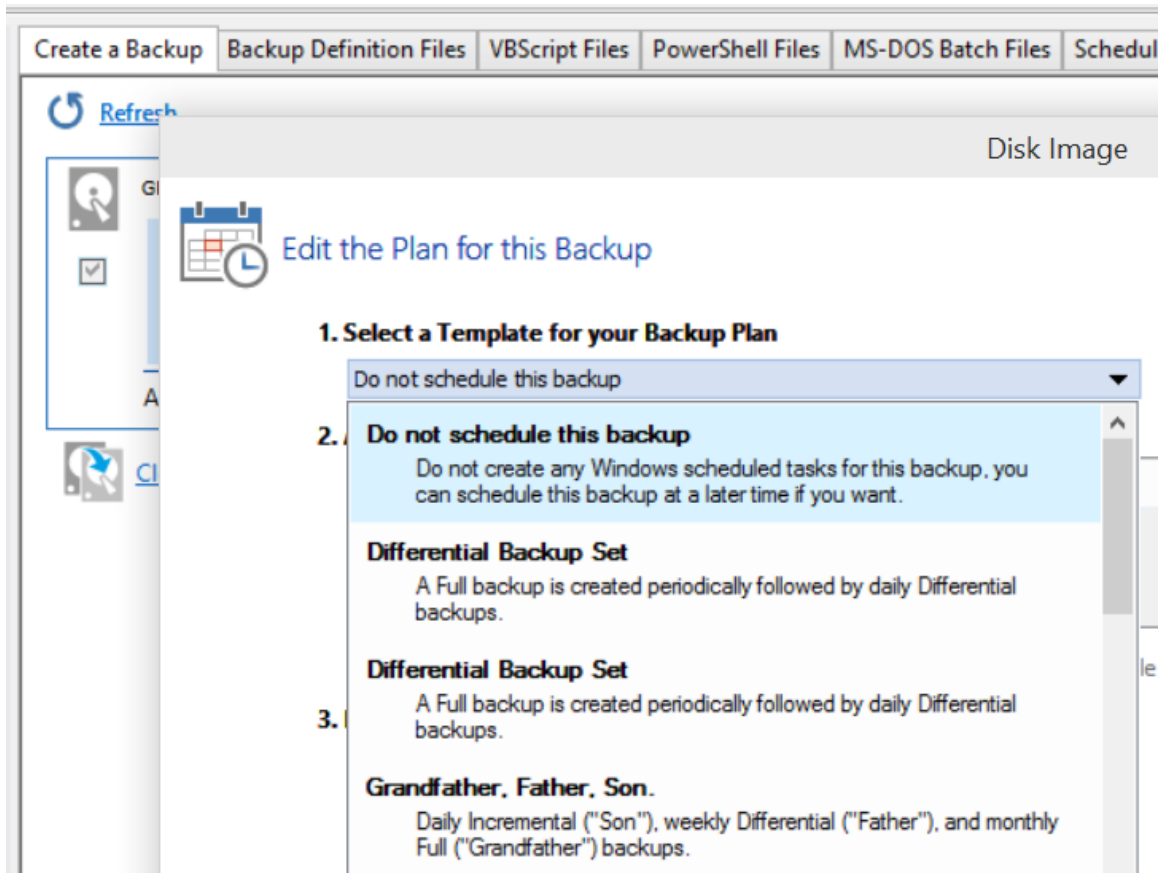 Create a Backup Backup Definition Files VBScript Files PowerShell Files MS-DOS Batch Files
Refresh
Disk Image
Edit the Plan for this Backup
1. Select a Template for your Backup Plan
Do not schedule this backup
2.
Do not schedule this backup
Do not create any Windows scheduled tasks for this backup, you
can schedule this backup at a later time if you want.
Differential Backup Set
A Full backup is created periodically followed by daily Differential
backups.
Differential Backup Set
A Full backup is created periodically followed by daily Differential
backups.
3.
Grandfather, Father, Son.
Daily Incremental ("Son"), weekly Differential ("Father"), and monthly
Full ("Grandfather") backups.